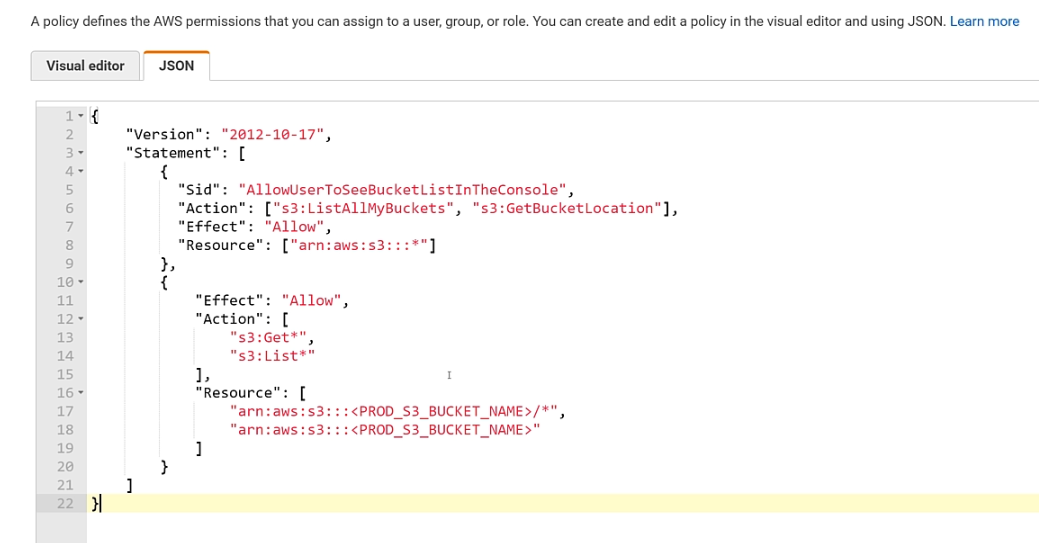 A policy defines the AWS permissions that you can assign to a user, group, or role. You can create and edit a policy in the visual editor and using JSON. Learn more
Visual editor JSON
1 {
2 "Version": "2012-10-17",
3 "Statement": [
4 {
5 "Sid": "AllowUserToSeeBucketListInTheConsole",
6 "Action": ["s3:ListAllMyBuckets", "s3:GetBucketLocation"],
7 "Effect": "Allow",
8 "Resource": ["arn:aws:s3:::*"]
9 },
10 {
11 "Effect": "Allow",
12 "Action": [
13 "s3:Get*",
14 "s3:List*"
15 ],
16 "Resource": [
17 "arn:aws:s3:::<PROD_S3_BUCKET_NAME>/*",
18 "arn:aws:s3:::<PROD_S3_BUCKET_NAME>"
19 ]
20 }
21 ]
22 }